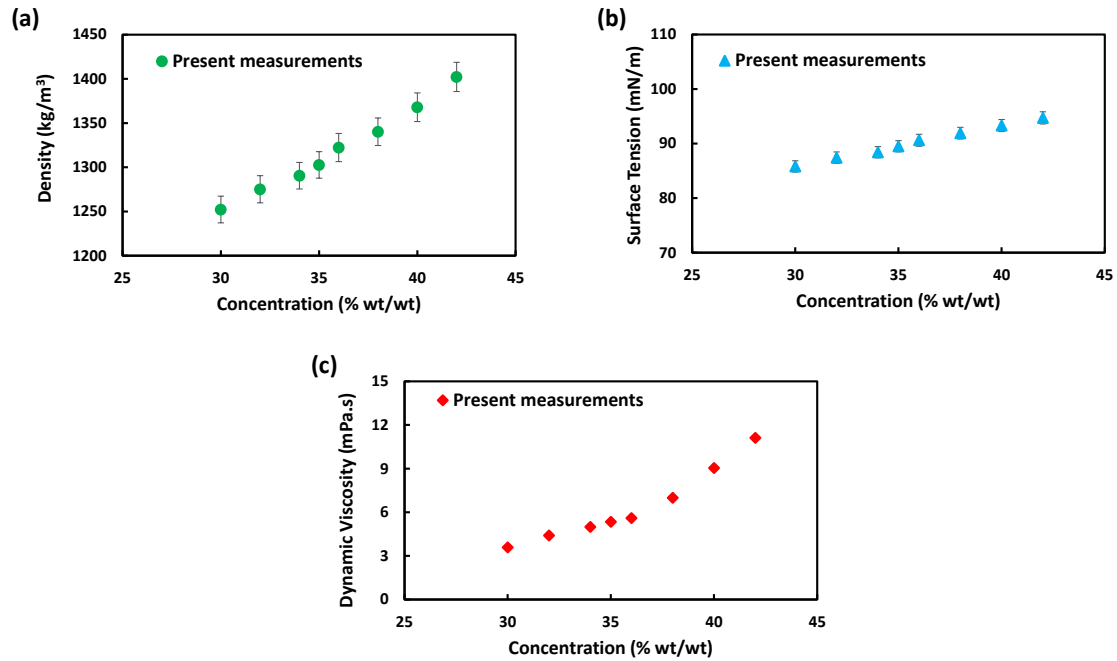 (a)
1450
1400
1350
1300
1250
1200
25
30
35
40
45
Density (kg/m³)
Concentration (% wt/wt)
Present measurements
(b)
110
100
90
80
70
25
30
35
40
45
Surface Tension (mN/m)
Concentration (% wt/wt)
Present measurements
(c)
15
12
9
6
3
0
25
30
35
40
45
Dynamic Viscosity (mPa.s)
Concentration (% wt/wt)
Present measurements